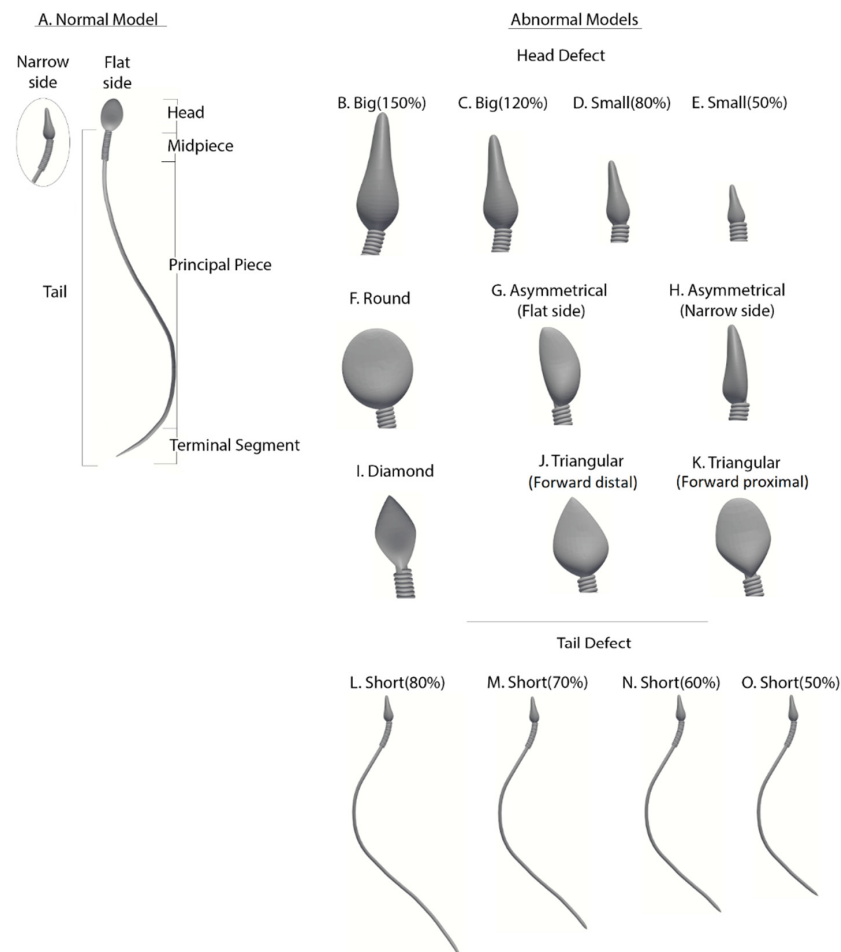 A. Normal Model
Abnormal Models
Head Defect
Narrow
side
Flat
side
Head
Midpiece
Principal Piece
Tail
Terminal Segment
B. Big(150%)
C. Big(120%)
D. Small(80%)
E. Small(50%)
F. Round
G. Asymmetrical
(Flat side)
H. Asymmetrical
(Narrow side)
I. Diamond
J. Triangular
(Forward distal)
K. Triangular
(Forward proximal)
Tail Defect
L. Short(80%)
M. Short(70%)
N. Short(60%)
O. Short(50%)